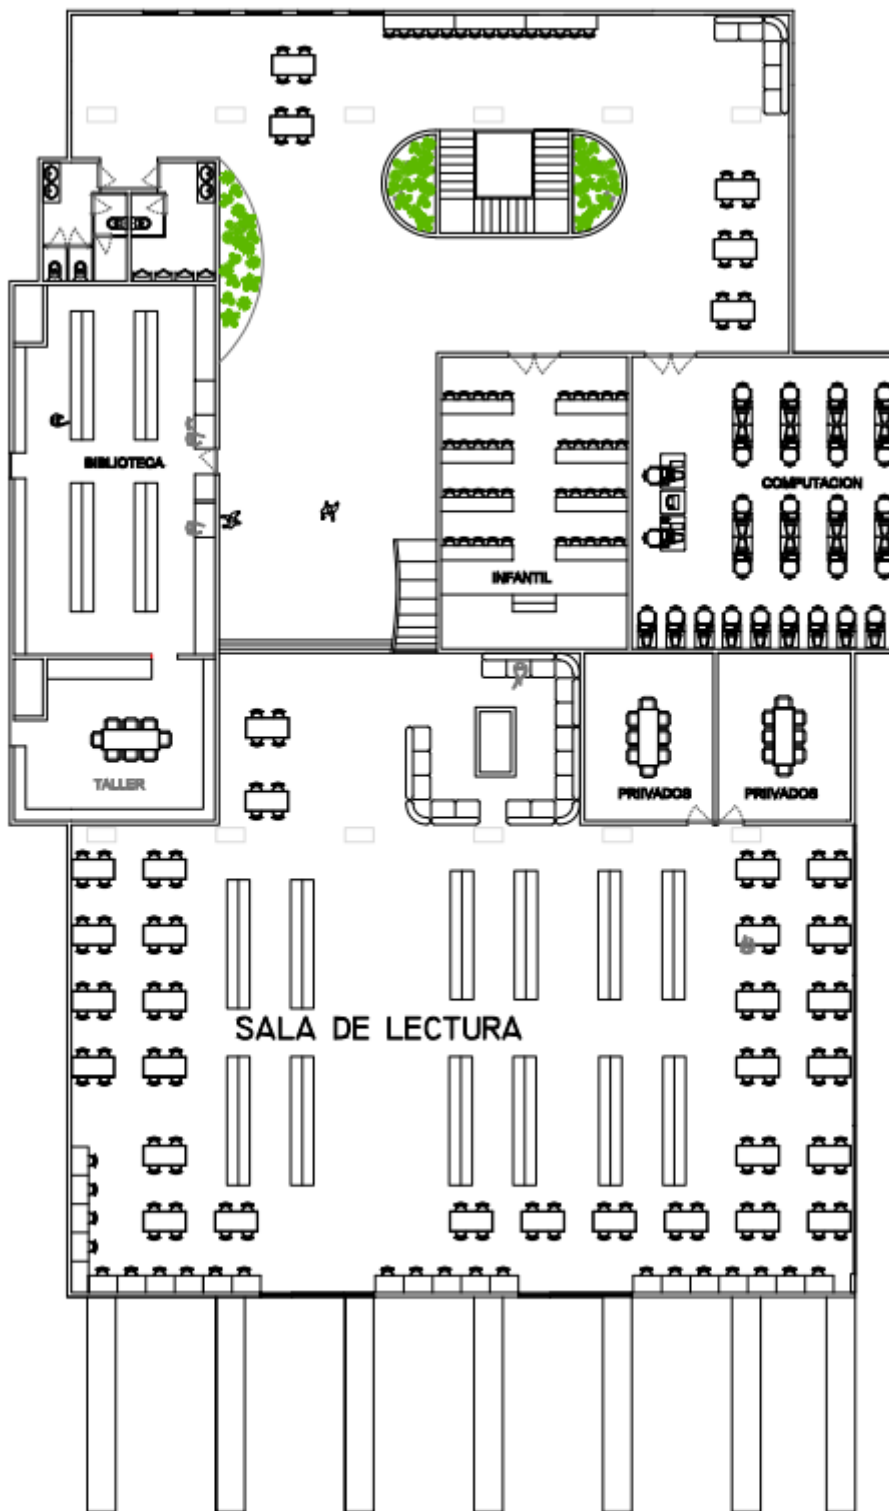 BIBLIOTECA
COMPUTACION
INFANTIL
TALLER
PRIVADOS
PRIVADOS
SALA DE LECTURA